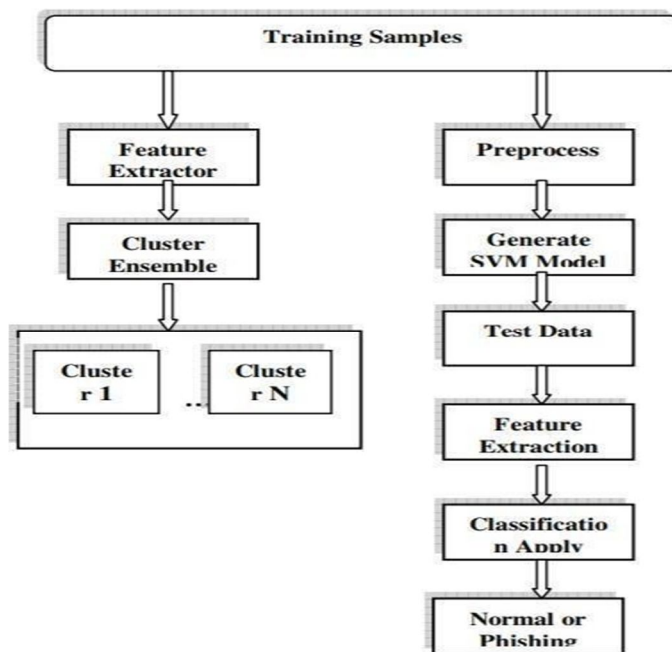 Training Samples
Feature
Extractor
Cluster
Ensemble
Cluste
r 1
...
Cluste
r N
Preprocess
Generate
SVM Model
Test Data
Feature
Extraction
Classificatio
n Apply
Normal or
Phishing